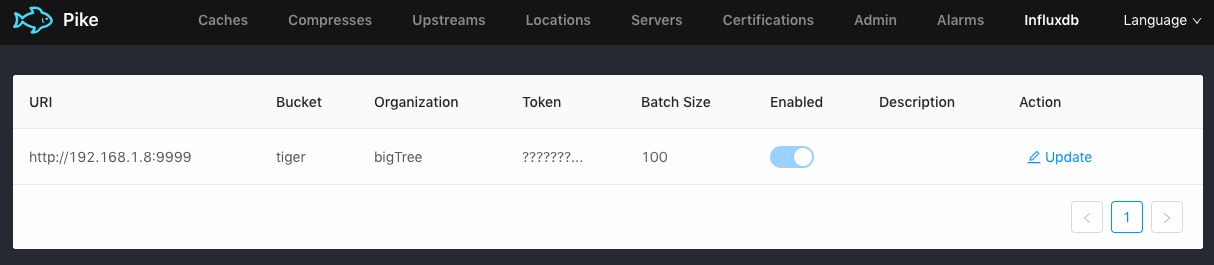 Pike Caches Compresses Upstreams Locations Servers Certifications Admin Alarms Influxdb Language
URI Bucket Organization Token Batch Size Enabled Description Action
http://192.168.1.8:9999 tiger bigTree ???????... 100 Update
1